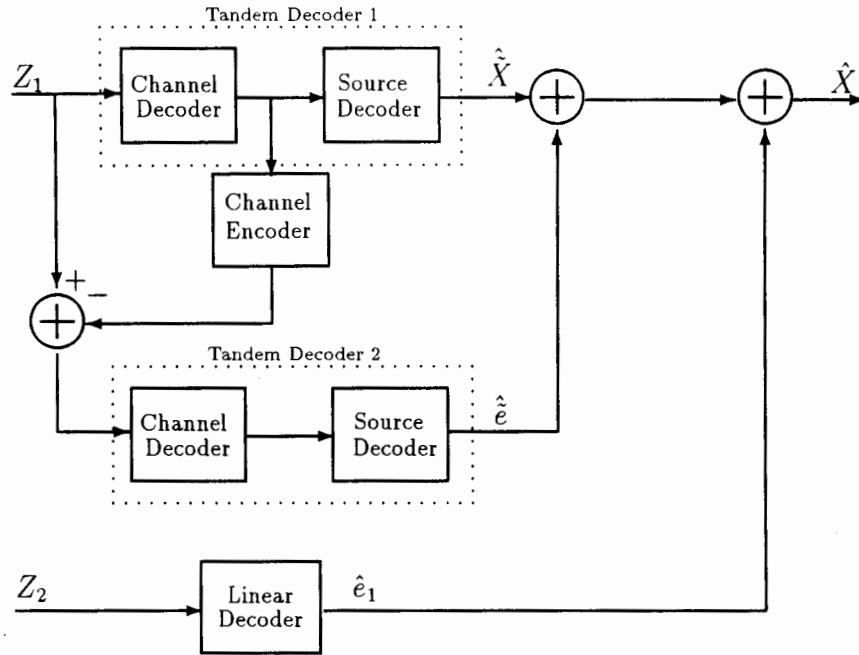 Tandem Decoder 1
Z₁
Channel
Decoder
Source
Decoder
X̃̂
X̂
Channel
Encoder
+
−
Tandem Decoder 2
Channel
Decoder
Source
Decoder
ẽ̂
Z₂
Linear
Decoder
ê₁